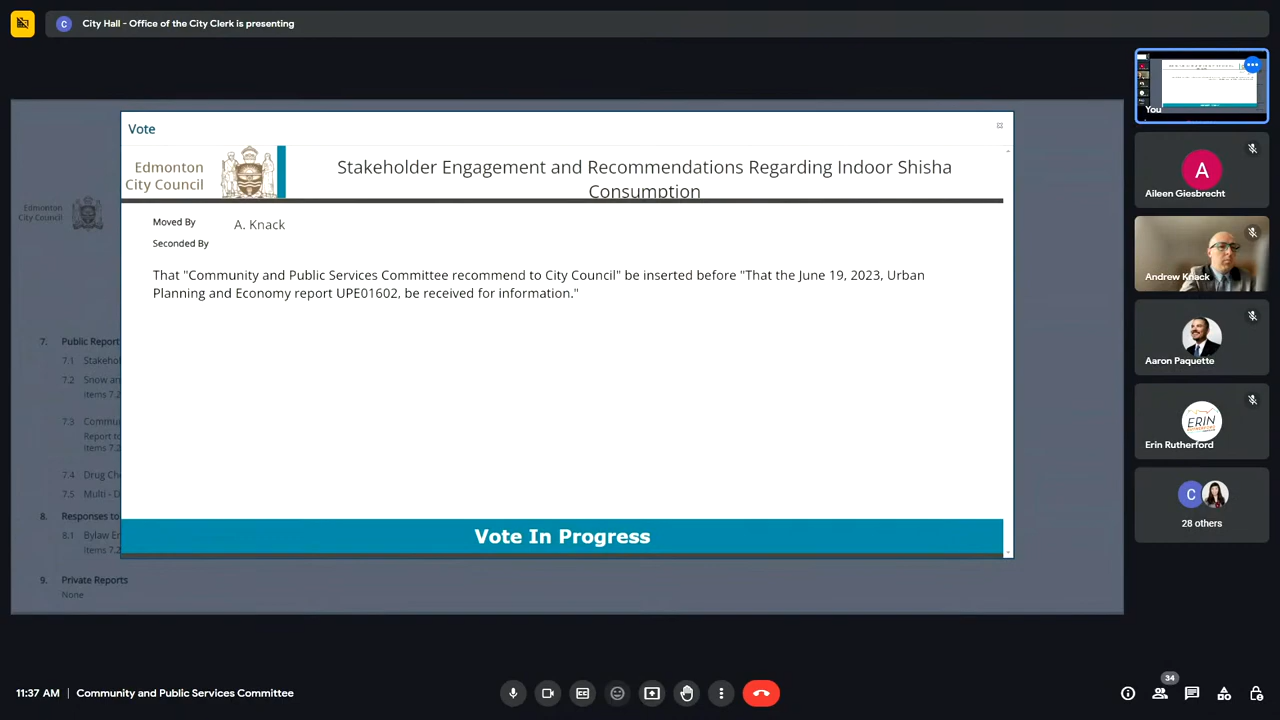 City Hall - Office of the City Clerk is presenting
C
Vote
Edmonton
City Council
Stakeholder Engagement and Recommendations Regarding Indoor Shisha
Consumption
Moved By A. Knack
Seconded By
That "Community and Public Services Committee recommend to City Council" be inserted before "That the June 19, 2023, Urban
Planning and Economy report UPE01602, be received for information."
Vote In Progress
Edmonton
City Council
7. Public Report
7.1 Stakehol
7.2 Snow an
Items 7.2
7.3 Commu
Report to
Items 7.2
7.4 Drug Che
7.5 Multi - D
8. Responses to
8.1 Bylaw En
Items 7.2
9. Private Reports
None
You
A
Aileen Giesbrecht
Andrew Knack
Aaron Paquette
ERIN
RUTHERFORD
Erin Rutherford
C
28 others
11:37 AM | Community and Public Services Committee
34